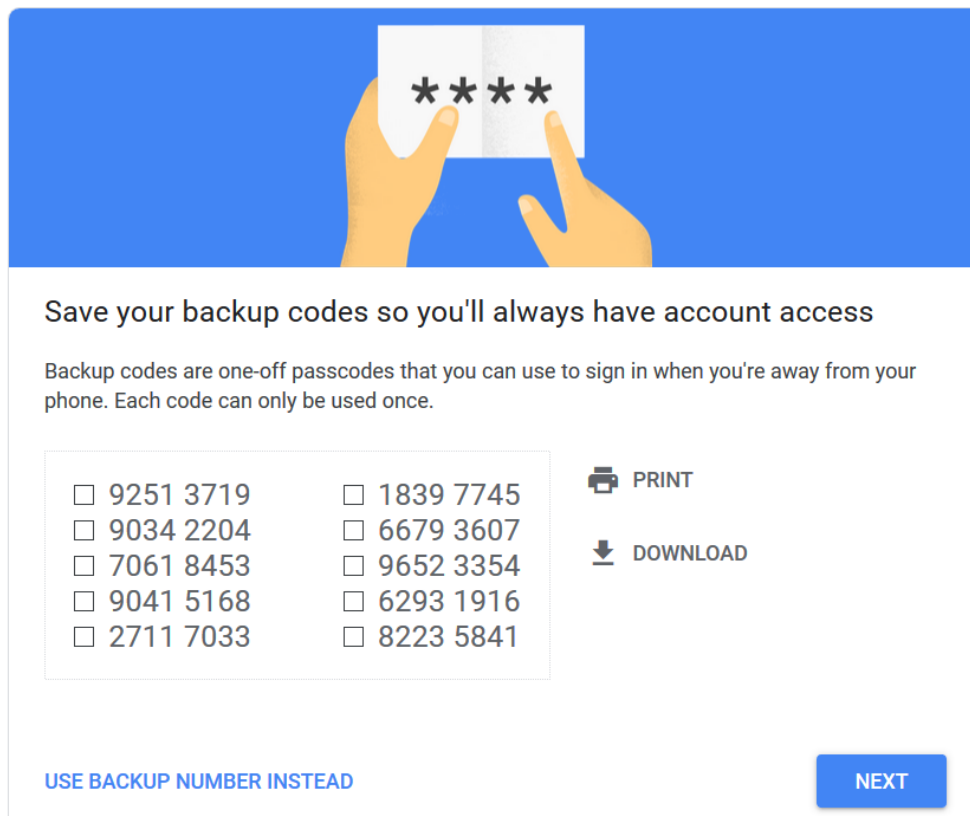 ****
Save your backup codes so you'll always have account access
Backup codes are one-off passcodes that you can use to sign in when you're away from your
phone. Each code can only be used once.
9251 3719
9034 2204
7061 8453
9041 5168
2711 7033
1839 7745
6679 3607
9652 3354
6293 1916
8223 5841
PRINT
DOWNLOAD
USE BACKUP NUMBER INSTEAD
NEXT